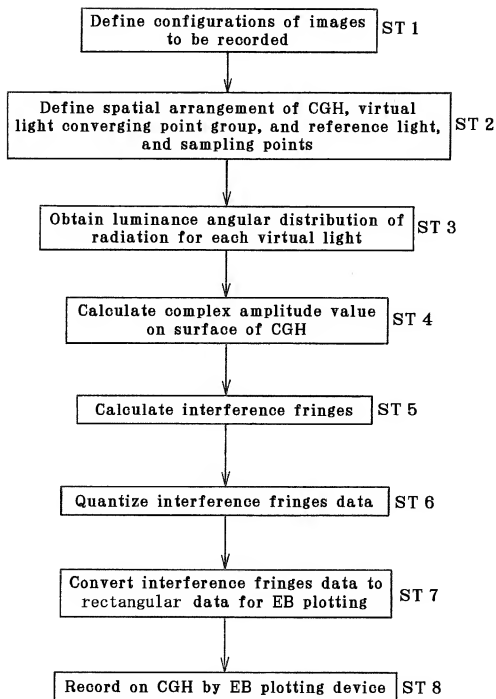 Define configurations of images
to be recorded
ST 1
Define spatial arrangement of CGH, virtual
light converging point group, and reference light,
and sampling points
ST 2
Obtain luminance angular distribution of
radiation for each virtual light
ST 3
Calculate complex amplitude value
on surface of CGH
ST 4
Calculate interference fringes
ST 5
Quantize interference fringes data
ST 6
Convert interference fringes data to
rectangular data for EB plotting
ST 7
Record on CGH by EB plotting device
ST 8